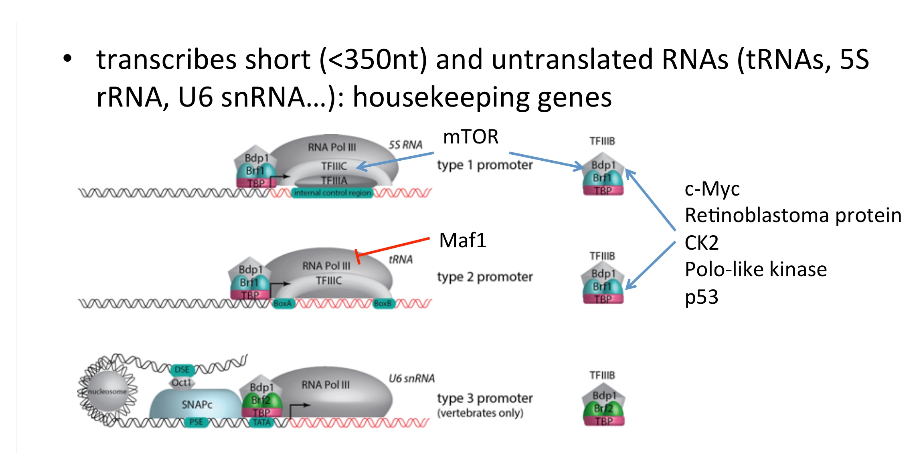 • transcribes short (<350nt) and untranslated RNAs (tRNAs, 5S
rRNA, U6 snRNA…): housekeeping genes
mTOR
RNA Pol III
5S RNA
TFIIIB
Bdp1
Brf1
TBP
TFIIIC
TFIIIA
internal control region
type 1 promoter
Bdp1
Brf1
TBP
c-Myc
Retinoblastoma protein
CK2
Polo-like kinase
p53
Maf1
RNA Pol III
tRNA
TFIIIC
Bdp1
Brf1
TBP
BoxA
BoxB
type 2 promoter
TFIIIB
Bdp1
Brf1
TBP
nucleosome
DSE
Oct1
SNAPc
PSE
Bdp1
Brf2
TBP
TATA
RNA Pol III
U6 snRNA
type 3 promoter
(vertebrates only)
TFIIIB
Bdp1
Brf2
TBP